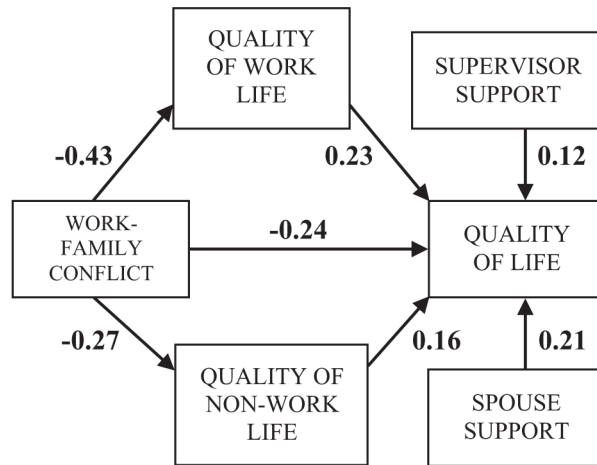 QUALITY
OF WORK
LIFE
SUPERVISOR
SUPPORT
-0.43
0.23
0.12
WORK-
FAMILY
CONFLICT
-0.24
QUALITY
OF LIFE
-0.27
0.16
0.21
QUALITY OF
NON-WORK
LIFE
SPOUSE
SUPPORT